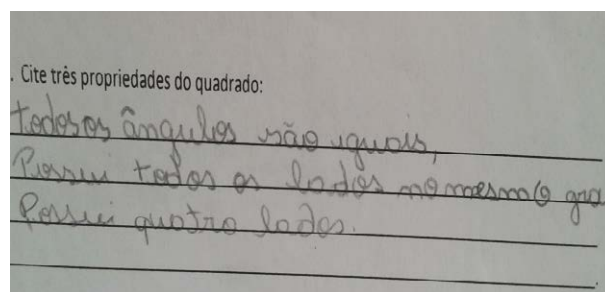 . Cite três propriedades do quadrado:
todos os ângulos são iguais,
Possui todos os lados no mesmo gra
Possui quatro lados.